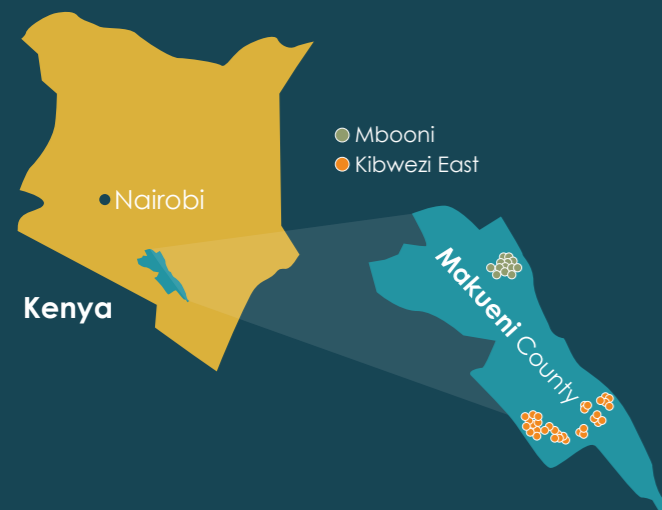 Mbooni
Kibwezi East
Nairobi
Kenya
Makueni County